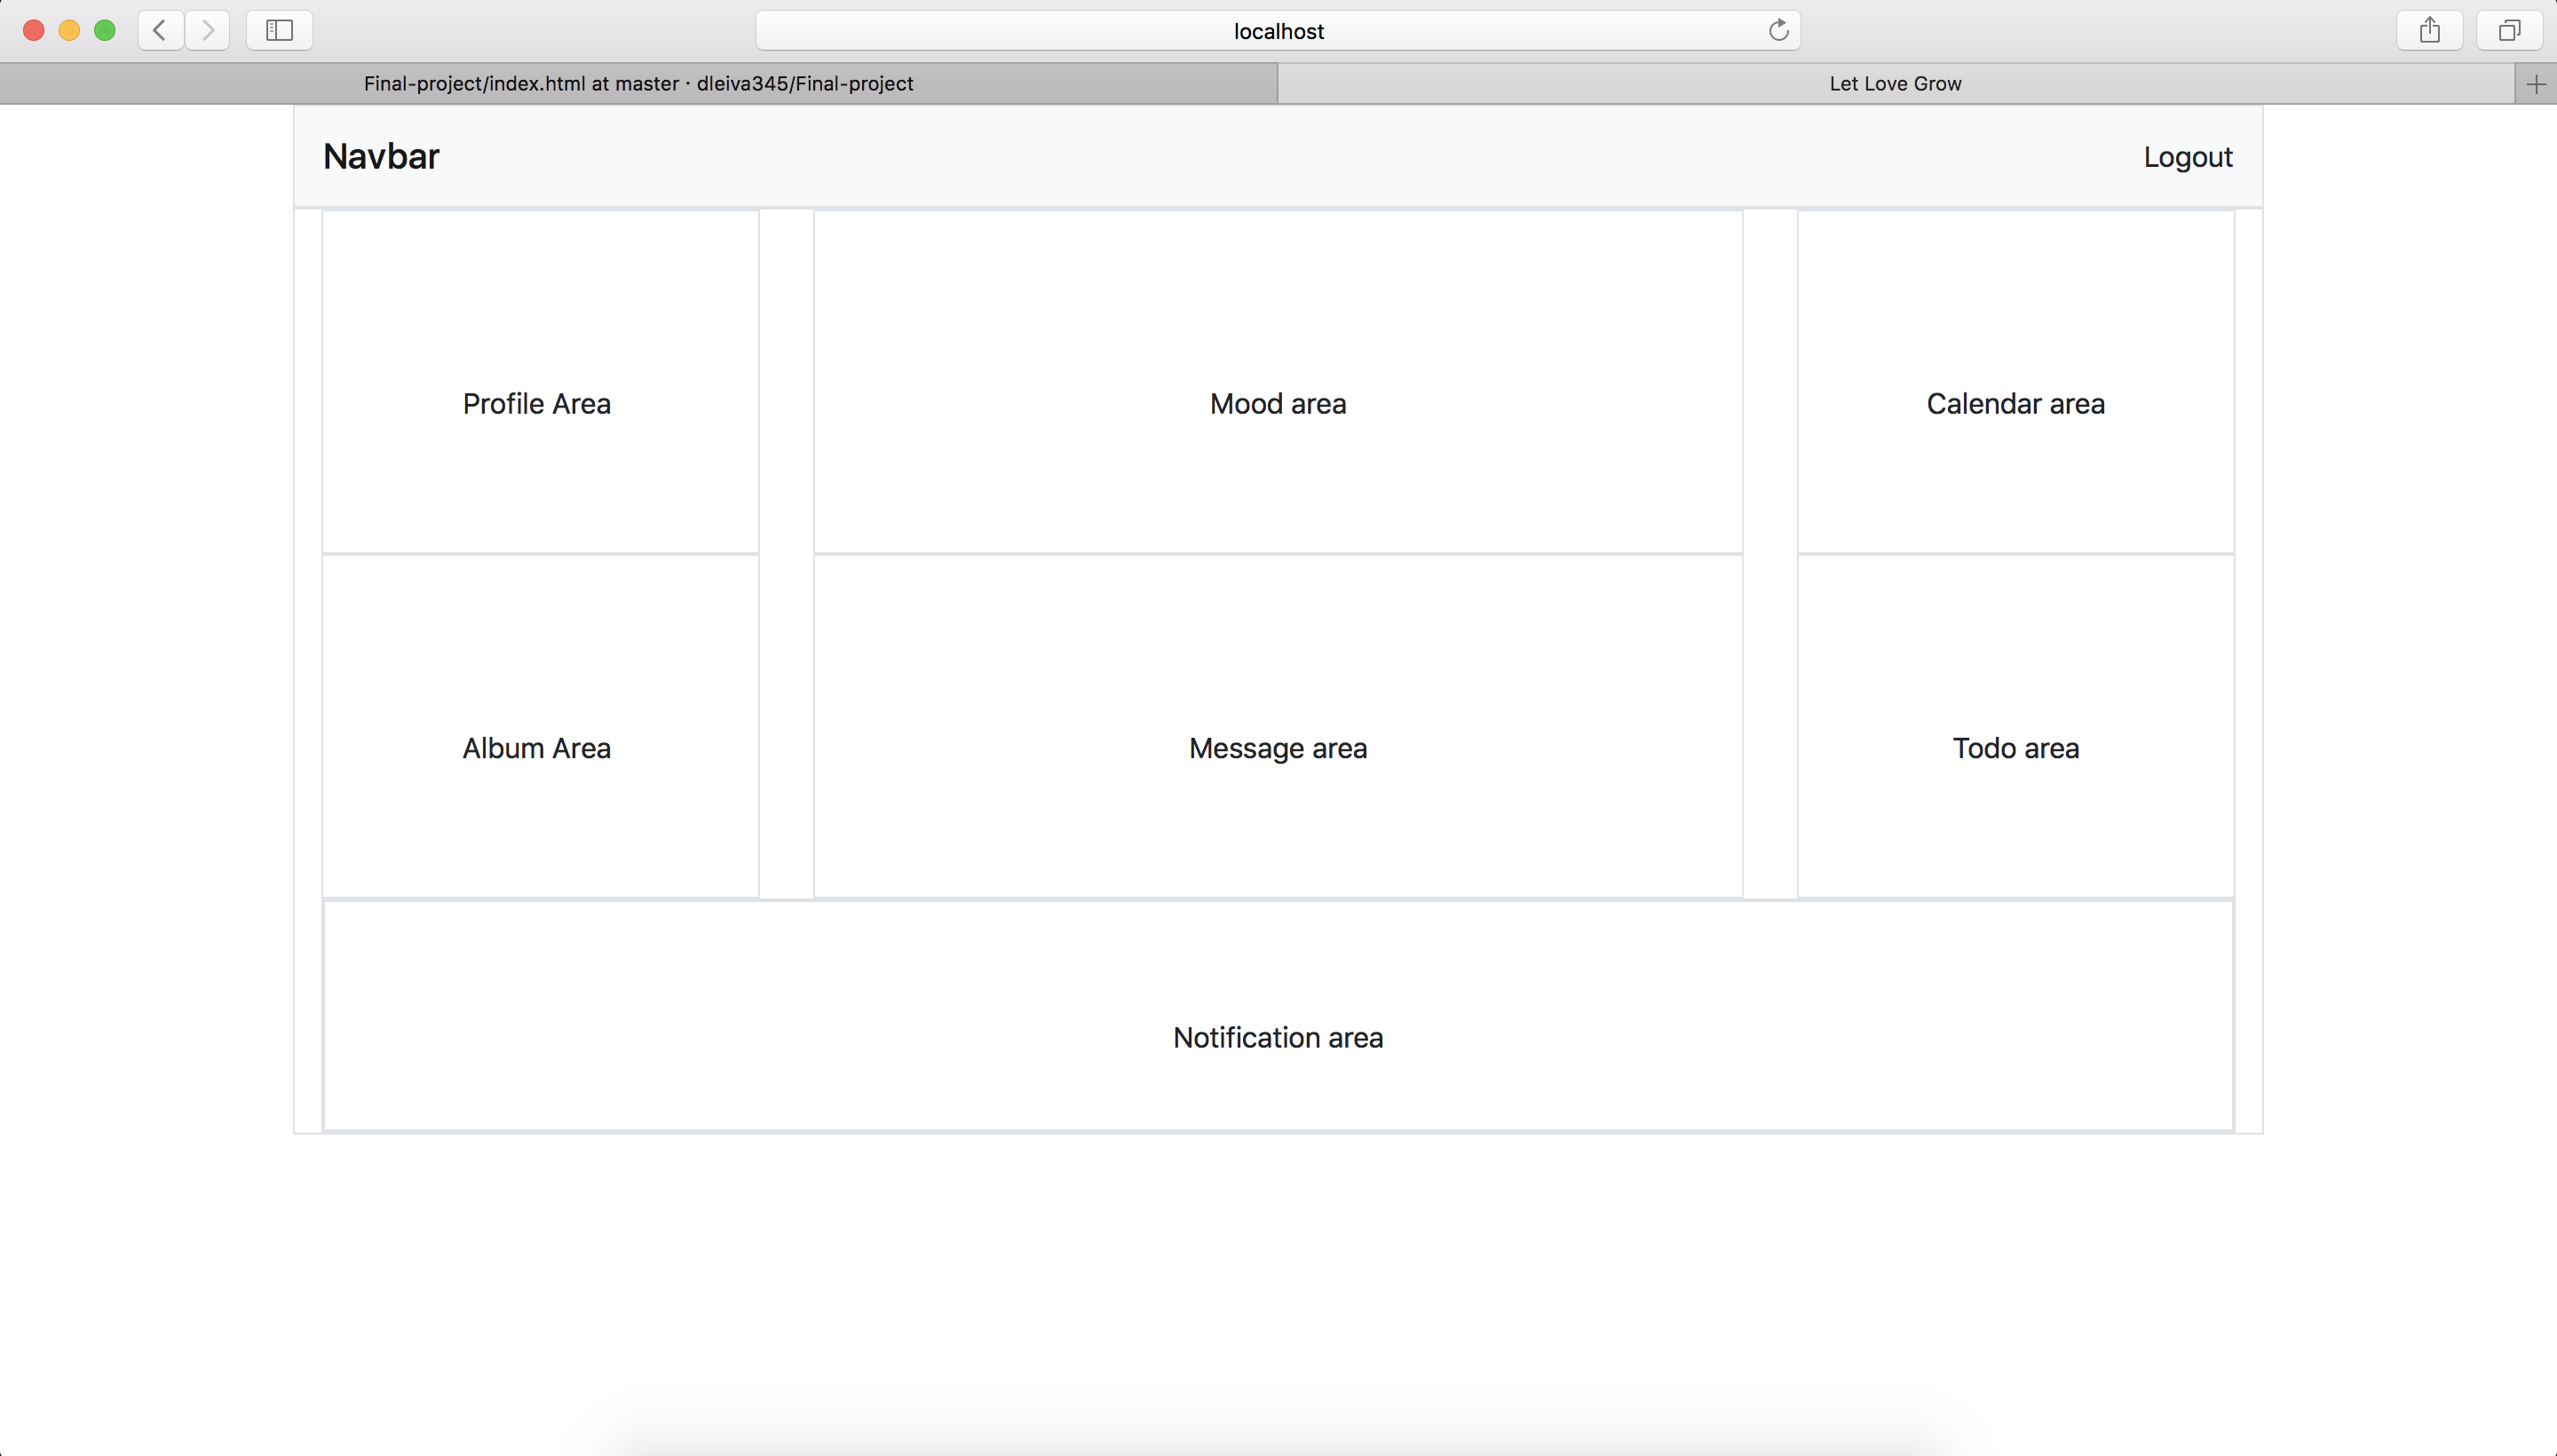 localhost
Final-project/index.html at master · dleiva345/Final-project
Let Love Grow
Navbar
Logout
Profile Area
Mood area
Calendar area
Album Area
Message area
Todo area
Notification area